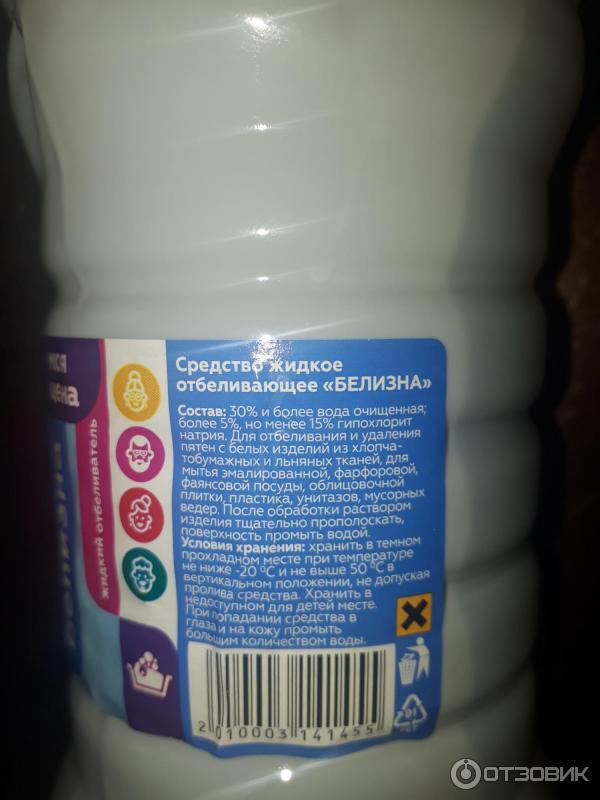 Средство жидкое
отбеливающее «БЕЛИЗНА»
Состав: 30% и более вода очищенная;
более 5%, но менее 15% гипохлорит
натрия. Для отбеливания и удаления
пятен с белых изделий из хлопча-
тобумажных и льняных тканей, для
мытья эмалированной, фарфоровой,
фаянсовой посуды, облицовочной
плитки, пластика, унитазов, мусорных
ведер. После обработки раствором
изделия тщательно прополоскать,
поверхность промыть водой.
Условия хранения: хранить в темном
прохладном месте при температуре
не ниже -20 °C и не выше 50 °C в
вертикальном положении, не допуская
пролива средства. Хранить в
недоступном для детей месте.
При попадании средства в
глаза и на кожу промыть
большим количеством воды.
2 010003 141455
01
жидкий отбеливатель
Белизна
цена
ОТЗОВИК